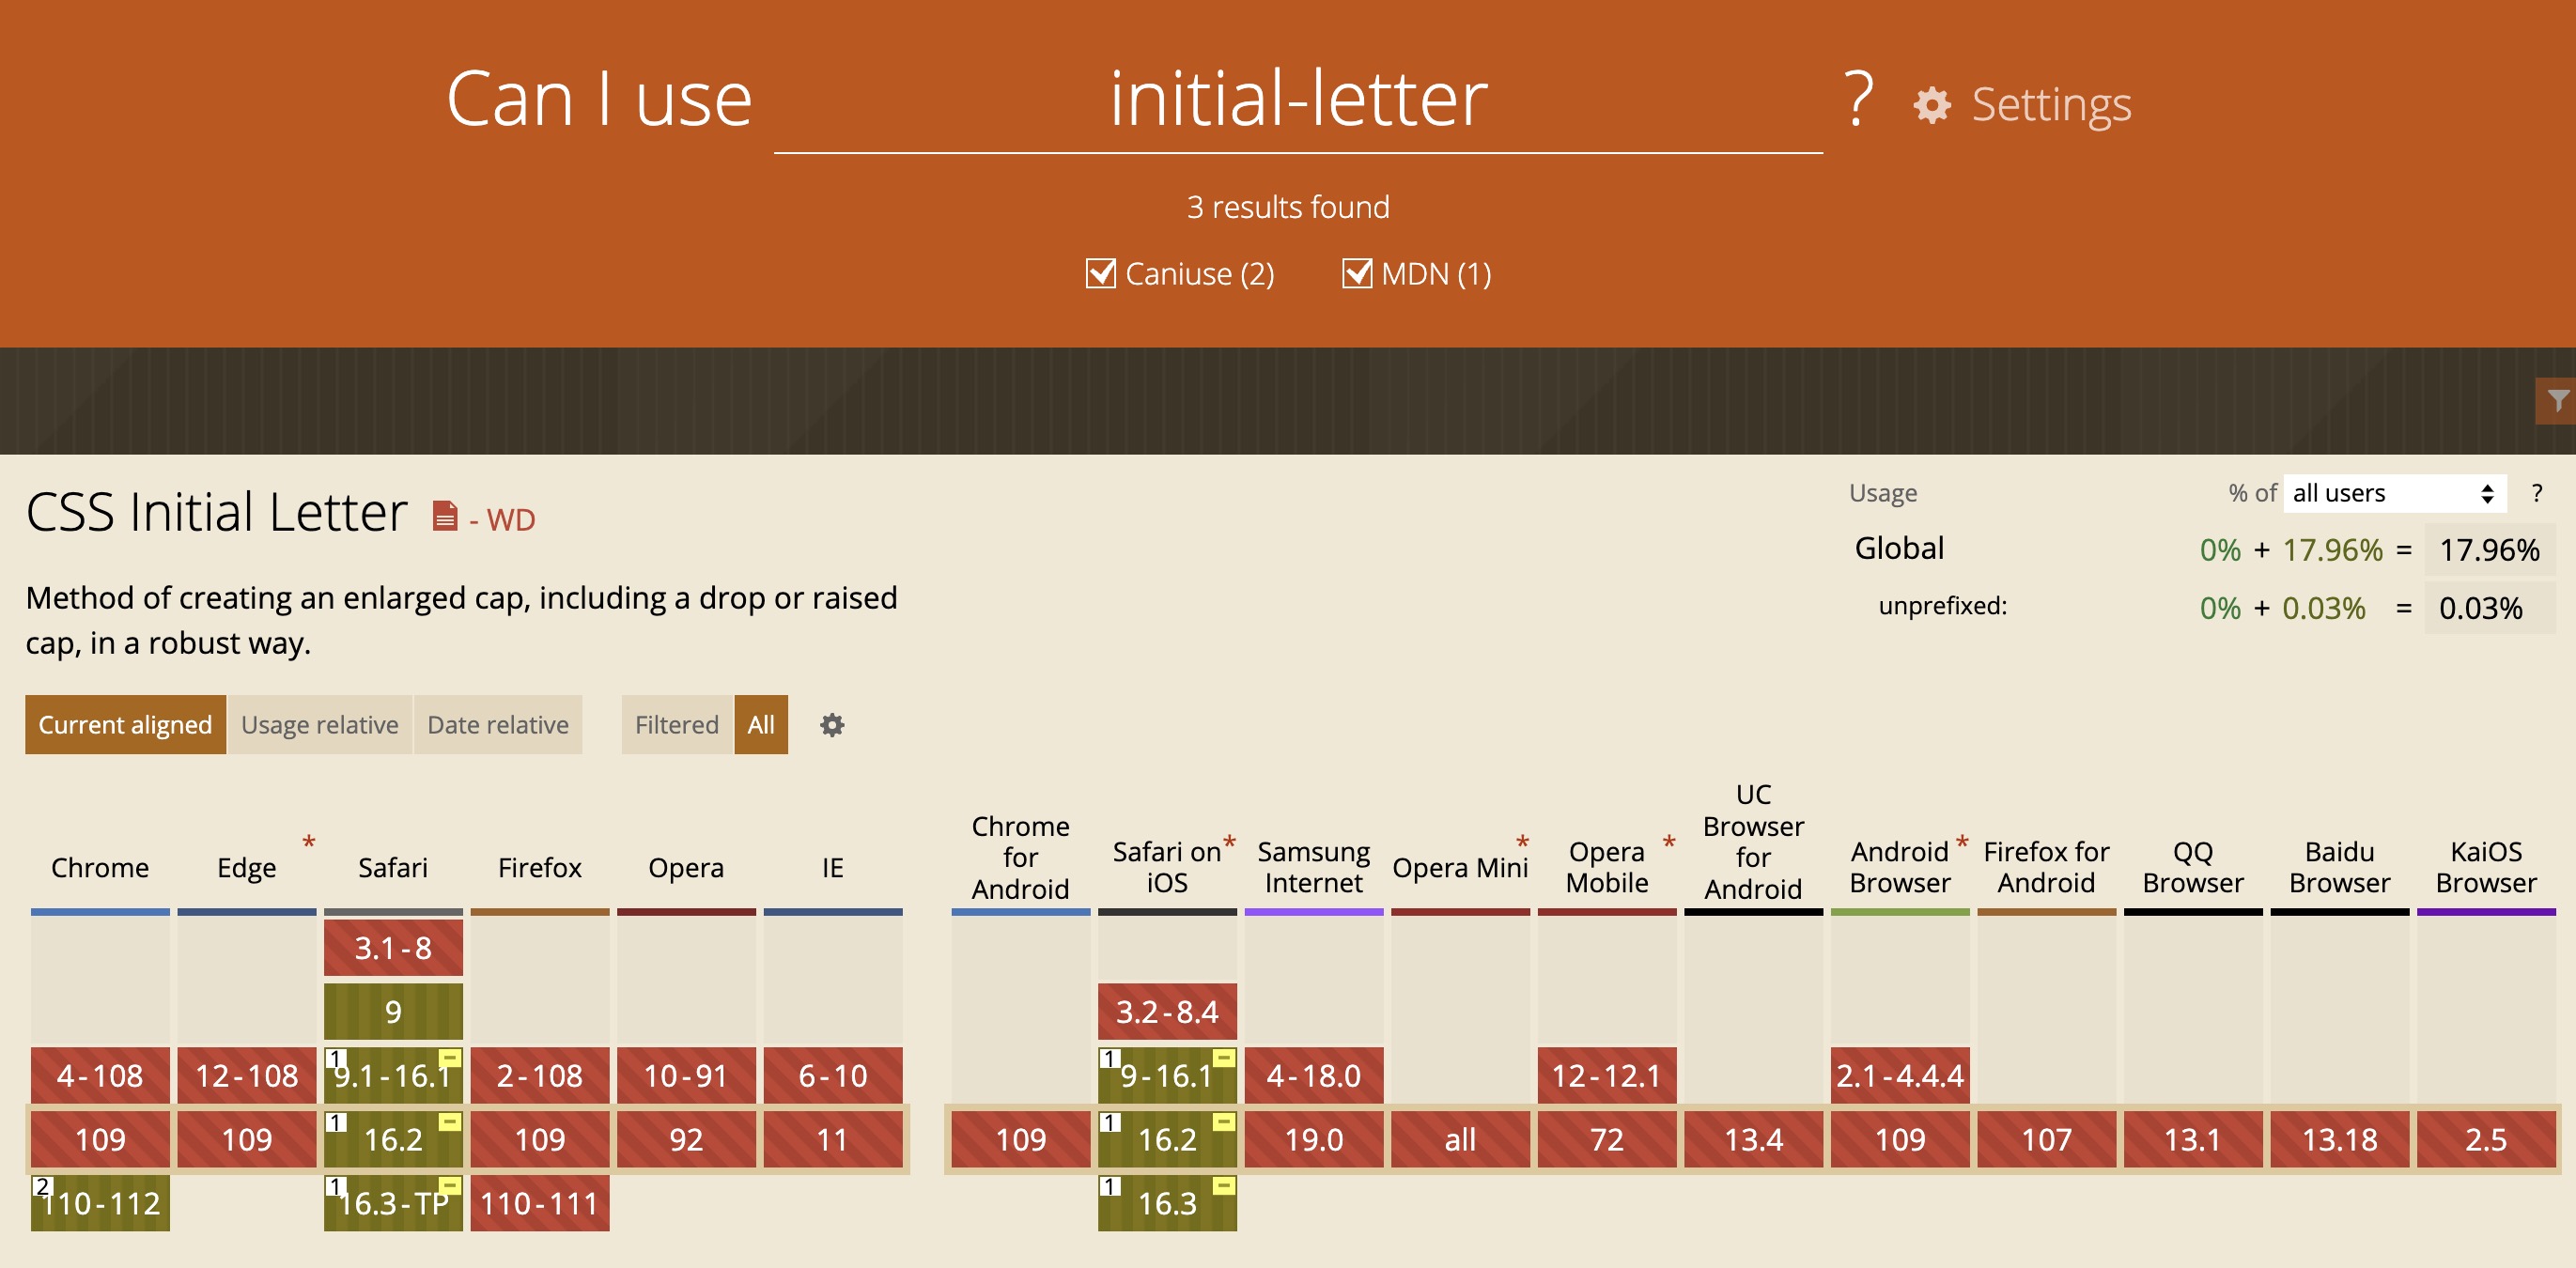 Can I use initial-letter ? Settings
3 results found
Caniuse (2) MDN (1)
CSS Initial Letter - WD
Usage % of all users ?
Global 0% + 17.96% = 17.96%
unprefixed: 0% + 0.03% = 0.03%
Method of creating an enlarged cap, including a drop or raised
cap, in a robust way.
Current aligned Usage relative Date relative Filtered All
Chrome
Edge *
Safari
Firefox
Opera
IE
Chrome
for
Android
Safari on *
iOS
Samsung
Internet
Opera Mini *
Opera *
Mobile
UC
Browser
for
Android
Android *
Browser
Firefox for
Android
QQ
Browser
Baidu
Browser
KaiOS
Browser
3.1-8
9 3.2-8.4
4-108 12-108 1 9.1-16.1 - 2-108 10-91 6-10 1 9-16.1 - 4-18.0 12-12.1 2.1-4.4.4
109 109 1 16.2 - 109 92 11 109 1 16.2 - 19.0 all 72 13.4 109 107 13.1 13.18 2.5
2 110-112 1 16.3-TP - 110-111 1 16.3 -